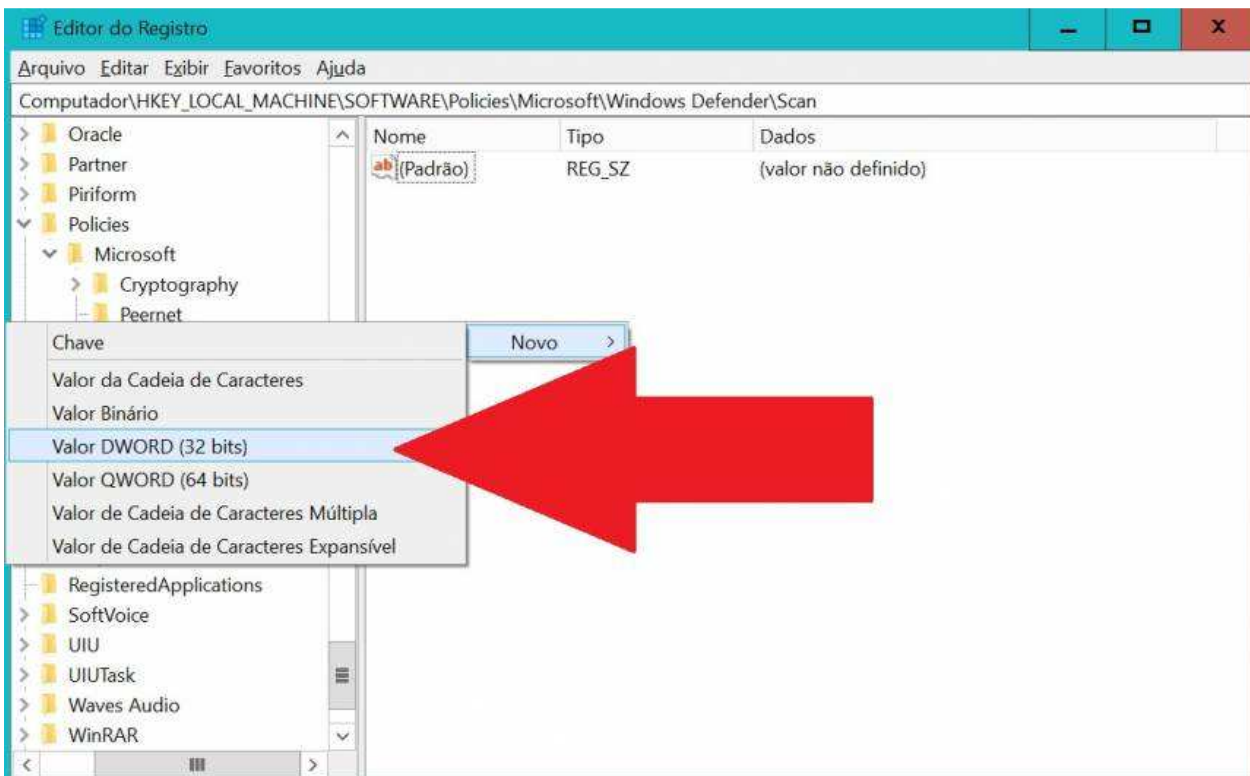 Editor do Registro
Arquivo Editar Exibir Favoritos Ajuda
Computador\HKEY_LOCAL_MACHINE\SOFTWARE\Policies\Microsoft\Windows Defender\Scan
Oracle
Partner
Piriform
Policies
Microsoft
Cryptography
Peernet
Nome Tipo Dados
ab (Padrão) REG_SZ (valor não definido)
Chave
Novo
Valor da Cadeia de Caracteres
Valor Binário
Valor DWORD (32 bits)
Valor QWORD (64 bits)
Valor de Cadeia de Caracteres Múltipla
Valor de Cadeia de Caracteres Expansível
RegisteredApplications
SoftVoice
UIU
UIUTask
Waves Audio
WinRAR